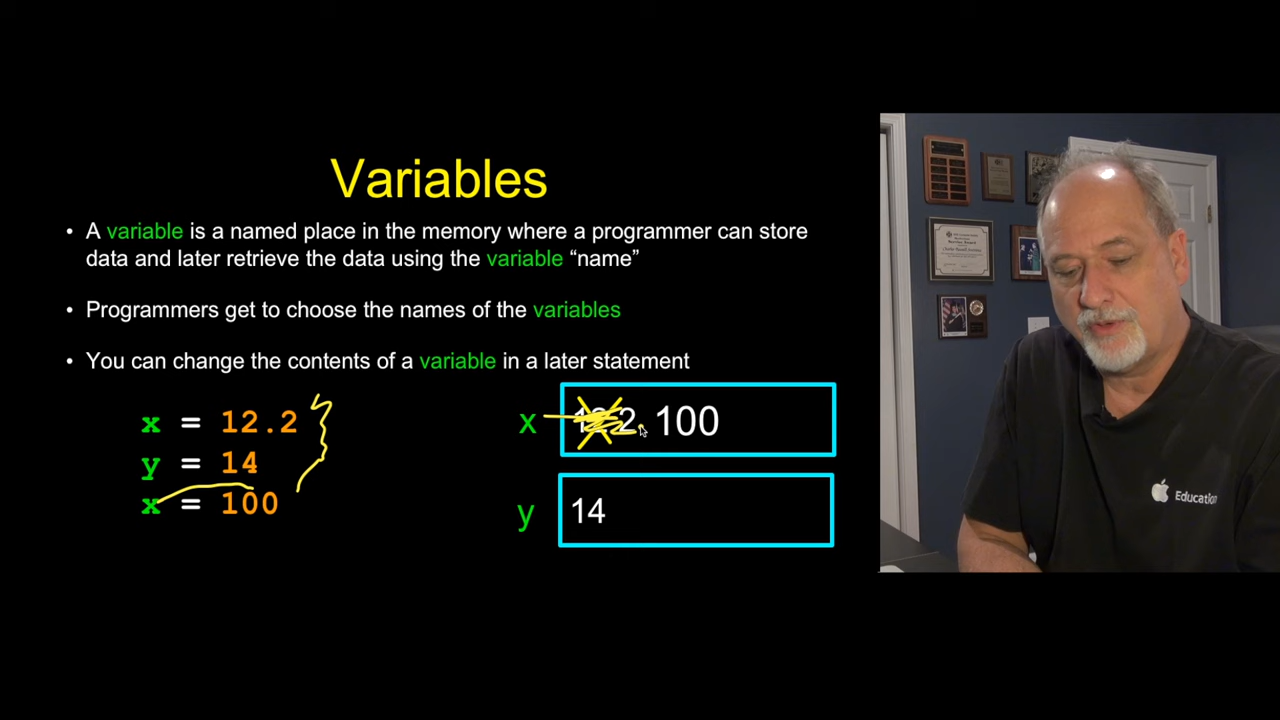 Variables
• A variable is a named place in the memory where a programmer can store
data and later retrieve the data using the variable “name”
• Programmers get to choose the names of the variables
• You can change the contents of a variable in a later statement
x = 12.2
y = 14
x = 100
x 12.2 100
y 14
Education